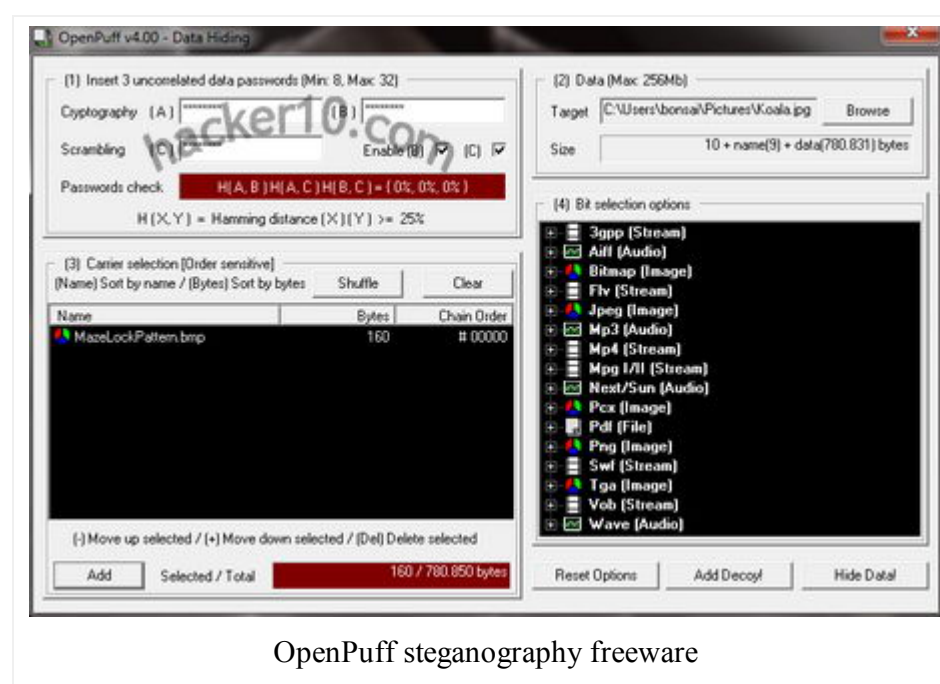 OpenPuff v4.00 - Data Hiding
(1) Insert 3 uncorrelated data passwords (Min: 8, Max: 32)
Cryptography (A) ******** (B) ********
Scrambling (C) Enable (B) (C)
Passwords check H(A, B) H(A, C) H(B, C) = { 0%, 0%, 0% }
H (X, Y) = Hamming distance (X)(Y) >= 25%
hacker10.com
(2) Data (Max: 256Mb)
Target C:\Users\bonsai\Pictures\Koala.jpg Browse
Size 10 + name(9) + data(780.831) bytes
(3) Carrier selection [Order sensitive]
(Name) Sort by name / (Bytes) Sort by bytes Shuffle Clear
Name Bytes Chain Order
MazeLockPattern.bmp 160 # 00000
(-) Move up selected / (+) Move down selected / (Del) Delete selected
Add Selected / Total 160 / 780.850 bytes
(4) Bit selection options
3gpp (Stream)
Aiff (Audio)
Bitmap (Image)
Flv (Stream)
Jpeg (Image)
Mp3 (Audio)
Mp4 (Stream)
Mpg I/II (Stream)
Next/Sun (Audio)
Pcx (Image)
Pdf (File)
Png (Image)
Swf (Stream)
Tga (Image)
Vob (Stream)
Wave (Audio)
Reset Options Add Decoy! Hide Data!
OpenPuff steganography freeware